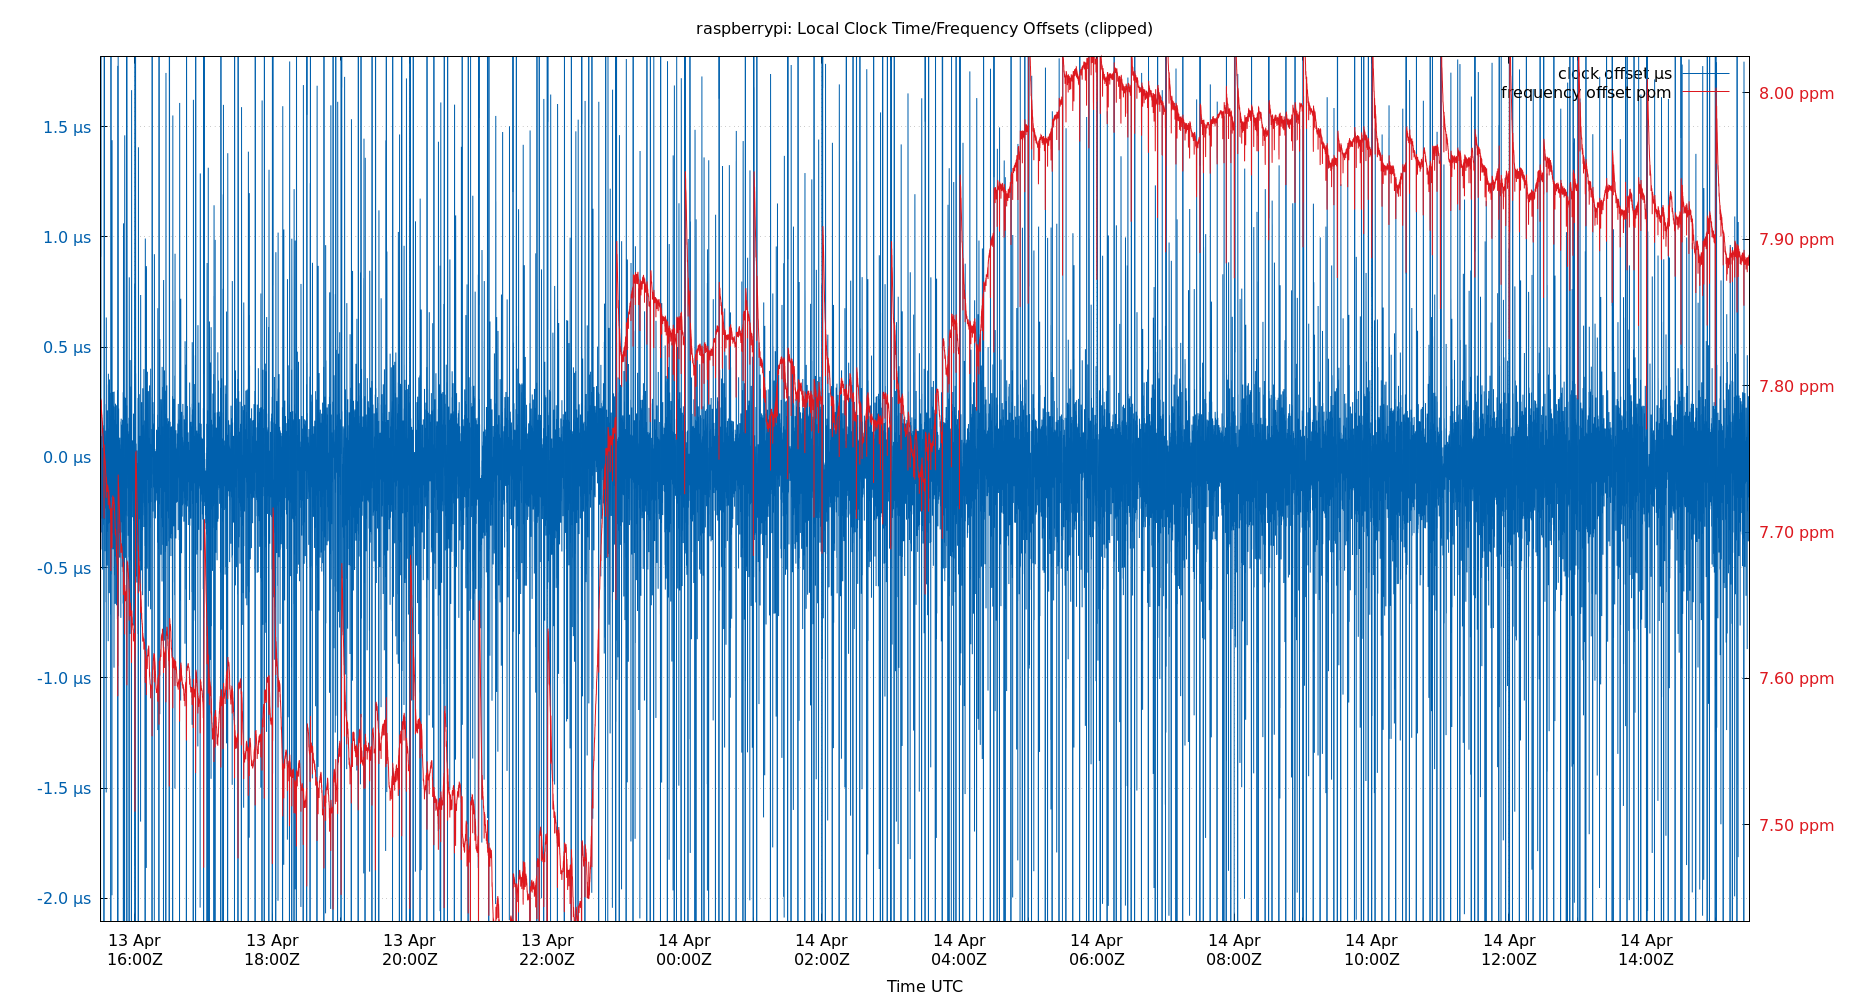 raspberrypi: Local Clock Time/Frequency Offsets (clipped)
clock offset µs
frequency offset ppm
1.5 µs
1.0 µs
0.5 µs
0.0 µs
-0.5 µs
-1.0 µs
-1.5 µs
-2.0 µs
8.00 ppm
7.90 ppm
7.80 ppm
7.70 ppm
7.60 ppm
7.50 ppm
13 Apr 13 Apr 13 Apr 13 Apr 14 Apr 14 Apr 14 Apr 14 Apr 14 Apr 14 Apr 14 Apr 14 Apr
16:00Z 18:00Z 20:00Z 22:00Z 00:00Z 02:00Z 04:00Z 06:00Z 08:00Z 10:00Z 12:00Z 14:00Z
Time UTC